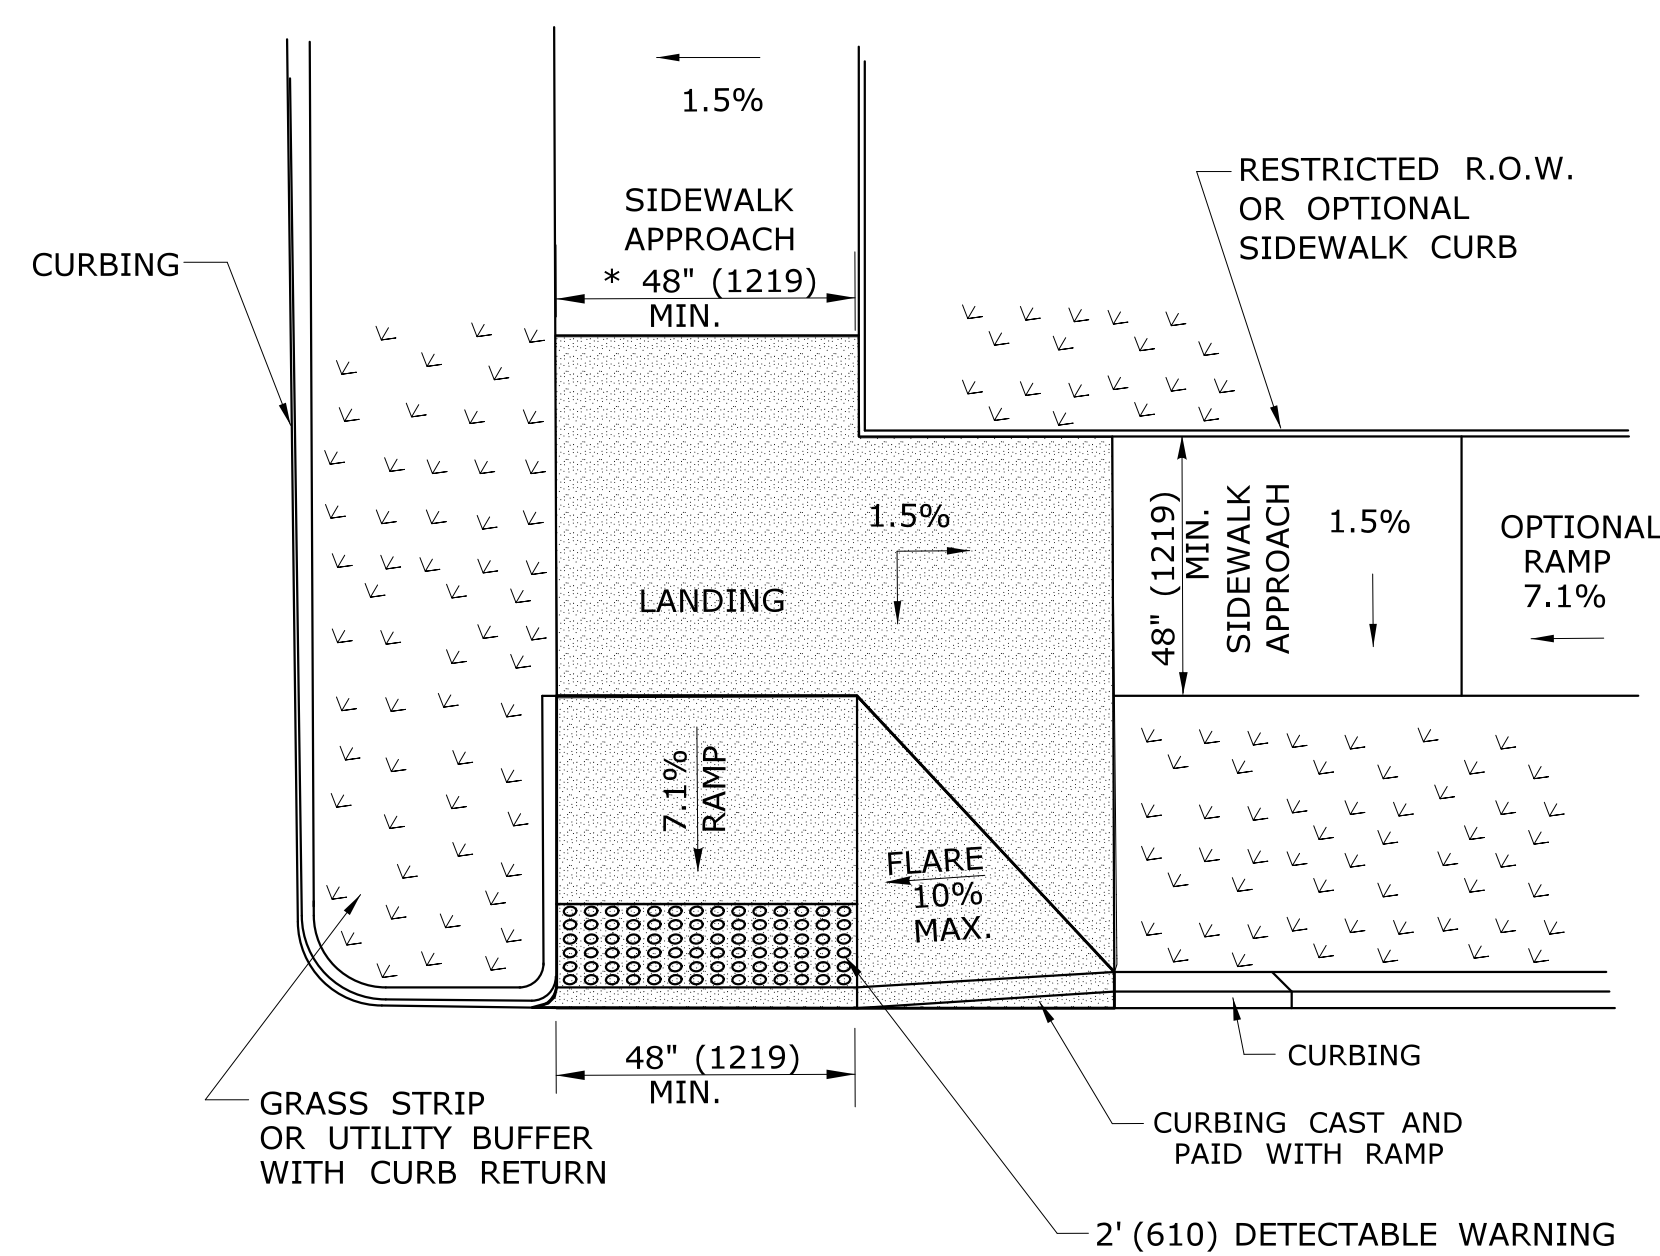 1.5%
SIDEWALK
APPROACH
* 48" (1219)
MIN.
RESTRICTED R.O.W.
OR OPTIONAL
SIDEWALK CURB
CURBING
1.5%
LANDING
48" (1219)
MIN.
SIDEWALK
APPROACH
1.5%
OPTIONAL
RAMP
7.1%
7.1%
RAMP
FLARE
10%
MAX.
48" (1219)
MIN.
CURBING
GRASS STRIP
OR UTILITY BUFFER
WITH CURB RETURN
CURBING CAST AND
PAID WITH RAMP
2' (610) DETECTABLE WARNING